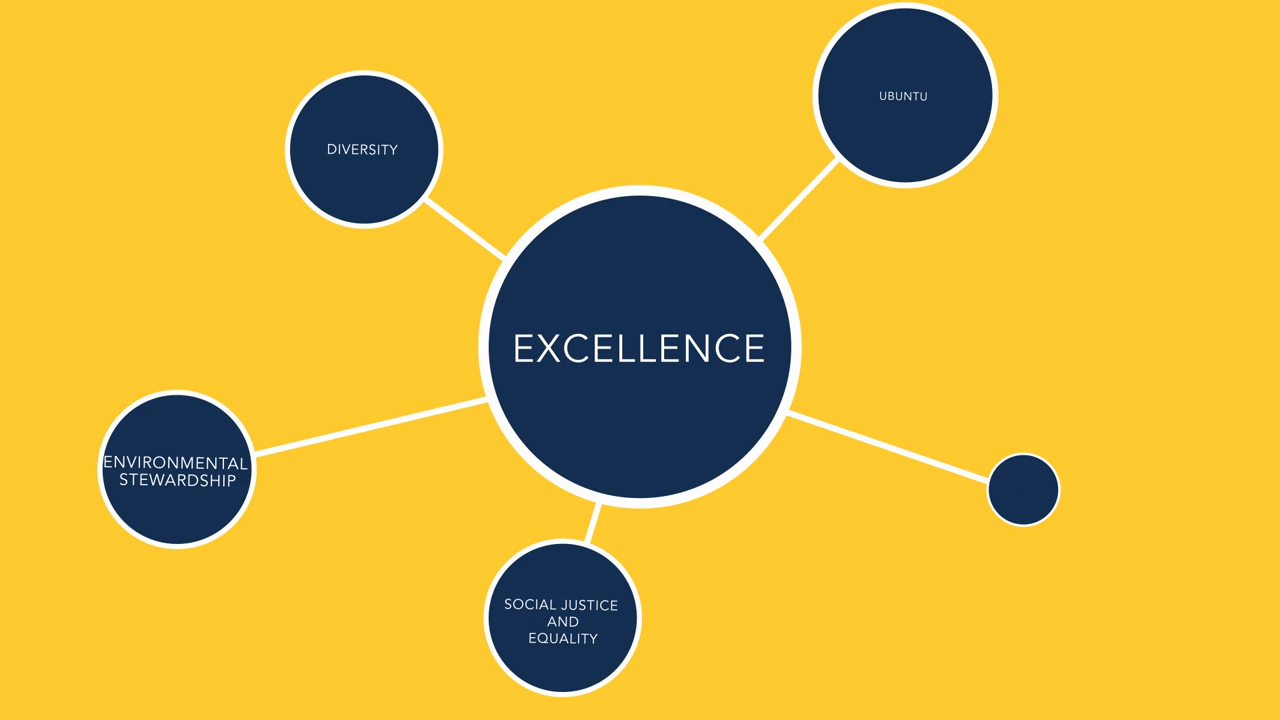 UBUNTU
DIVERSITY
EXCELLENCE
ENVIRONMENTAL
STEWARDSHIP
SOCIAL JUSTICE
AND
EQUALITY